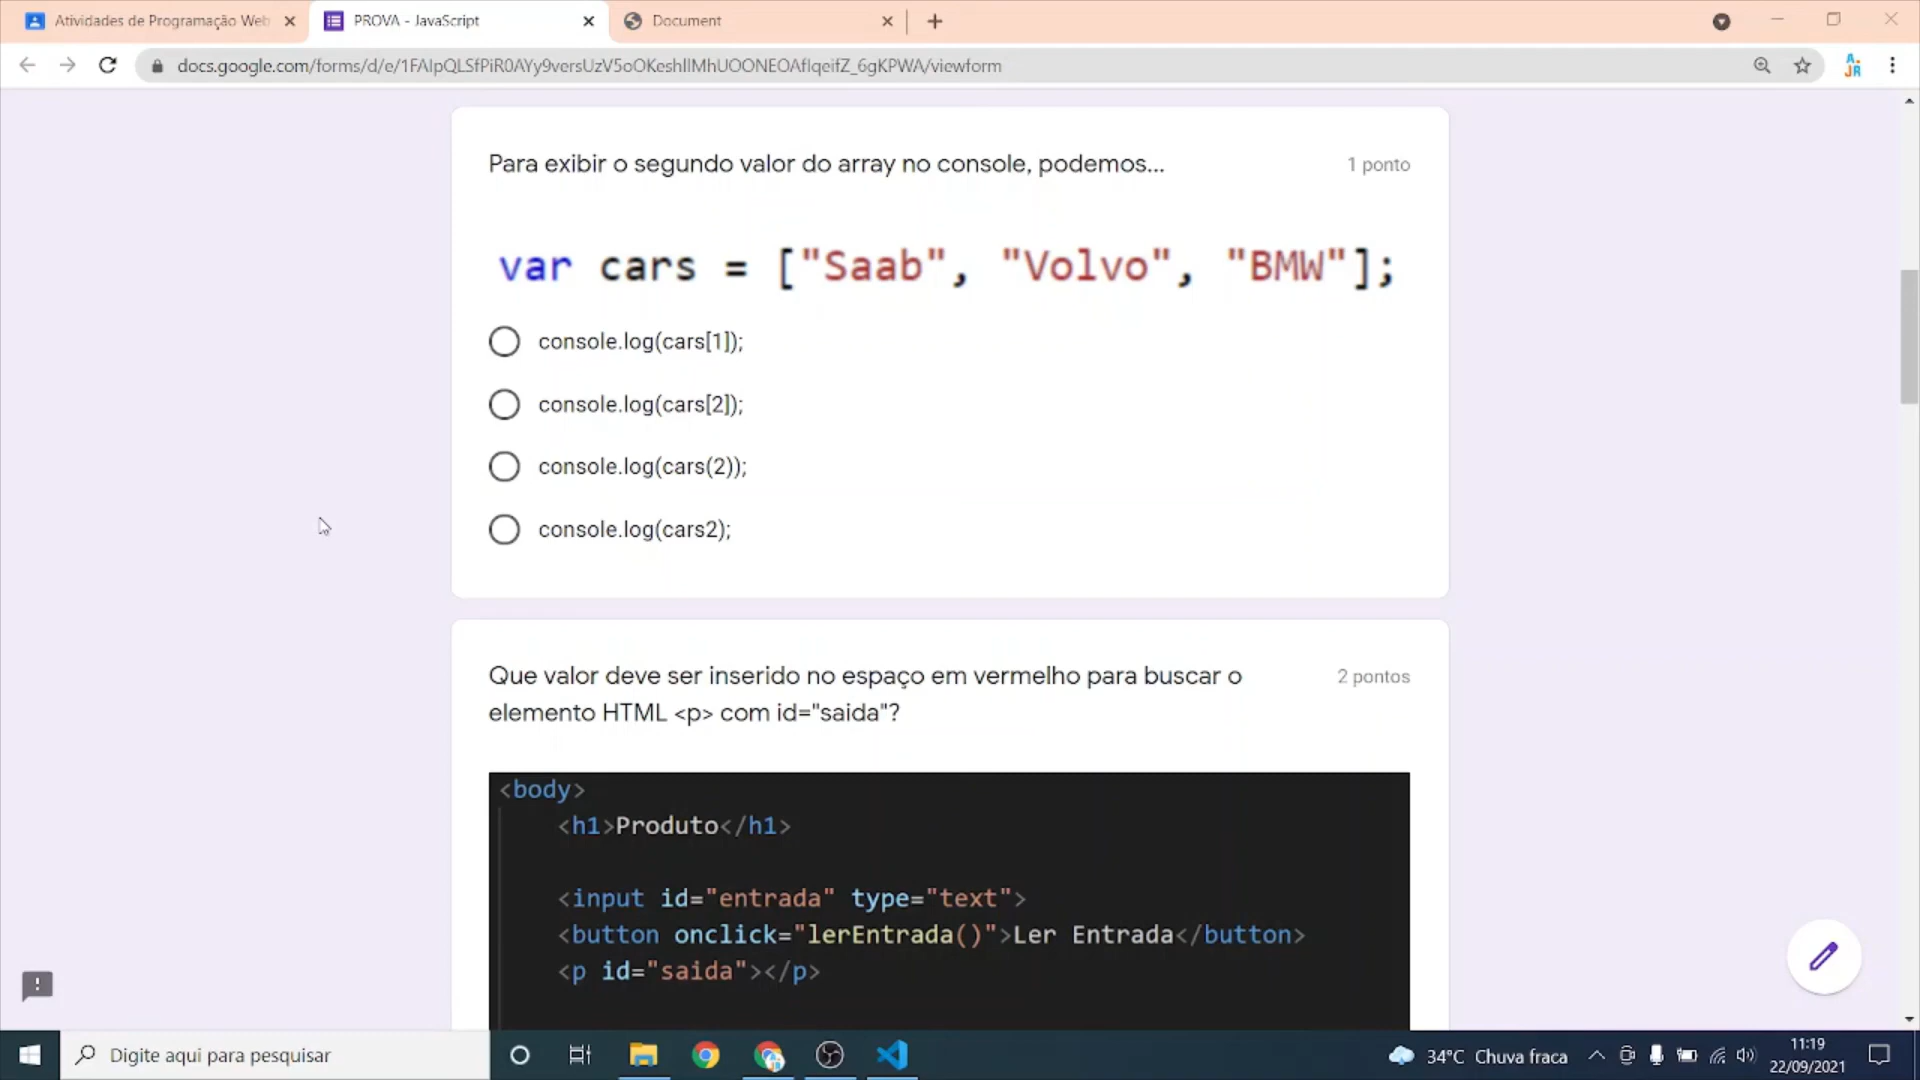 Atividades de Programação Web
PROVA - JavaScript
Document
docs.google.com/forms/d/e/1FAIpQLSfPiR0AYy9versUzV5oOKeshIlMhUOONEOAfIqeifZ_6gKPWA/viewform
Para exibir o segundo valor do array no console, podemos...
1 ponto
var cars = ["Saab", "Volvo", "BMW"];
console.log(cars[1]);
console.log(cars[2]);
console.log(cars(2));
console.log(cars2);
Que valor deve ser inserido no espaço em vermelho para buscar o
elemento HTML <p> com id="saida"?
2 pontos
<body>
<h1>Produto</h1>
<input id="entrada" type="text">
<button onclick="lerEntrada()">Ler Entrada</button>
<p id="saida"></p>
Digite aqui para pesquisar
34°C Chuva fraca
11:19
22/09/2021